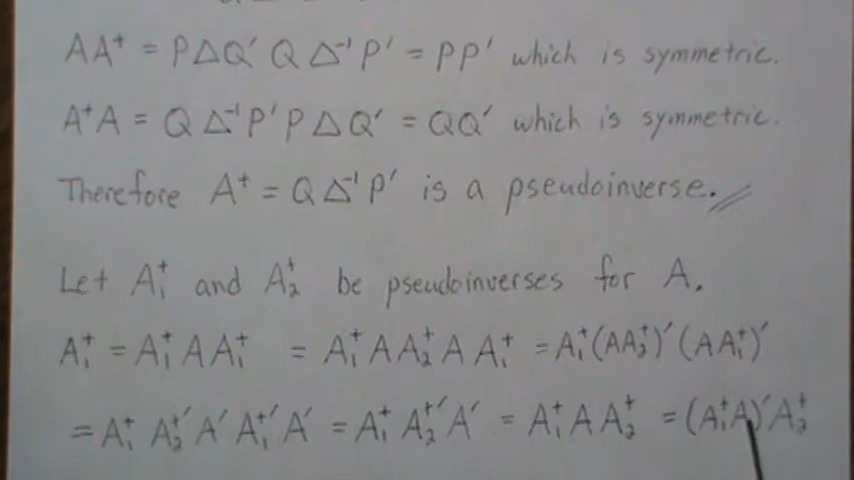 AA⁺ = PΔQ′ QΔ⁻¹P′ = PP′ which is symmetric.
A⁺A = QΔ⁻¹P′PΔQ′ = QQ′ which is symmetric.
Therefore A⁺ = QΔ⁻¹P′ is a pseudoinverse.
Let A₁⁺ and A₂⁺ be pseudoinverses for A.
A₁⁺ = A₁⁺AA₁⁺ = A₁⁺AA₂⁺AA₁⁺ = A₁⁺(AA₂⁺)′(AA₁⁺)′
= A₁⁺A₂⁺′A′A₁⁺′A′ = A₁⁺A₂⁺′A′ = A₁⁺AA₂⁺ = (A₁⁺A)′A₂⁺